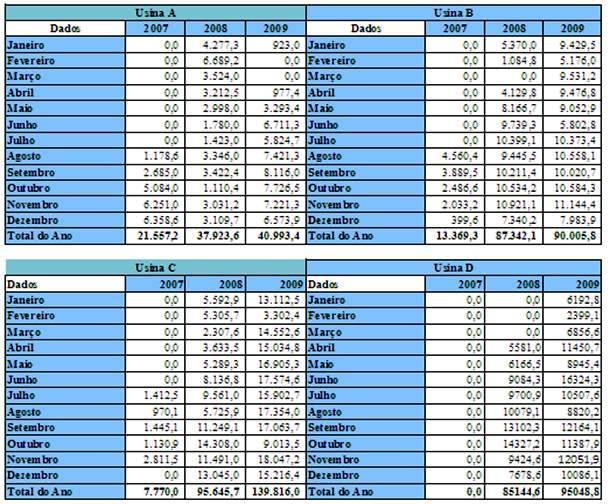 Usina A Usina B
Dados 2007 2008 2009 Dados 2007 2008 2009
Janeiro 0,0 4.277,3 923,0 Janeiro 0,0 5.370,0 9.429,5
Fevereiro 0,0 6.689,2 0,0 Fevereiro 0,0 1.084,8 5.176,0
Março 0,0 3.524,0 0,0 Março 0,0 0,0 9.531,2
Abril 0,0 3.212,5 977,4 Abril 0,0 4.129,8 9.476,8
Maio 0,0 2.998,0 3.293,4 Maio 0,0 8.166,7 9.052,9
Junho 0,0 1.780,0 6.711,3 Junho 0,0 9.739,3 5.802,8
Julho 0,0 1.423,0 5.824,7 Julho 0,0 10.399,1 10.373,4
Agosto 1.178,6 3.346,0 7.421,3 Agosto 4.560,4 9.445,5 10.558,1
Setembro 2.685,0 3.422,4 8.116,0 Setembro 3.889,5 10.211,4 10.020,7
Outubro 5.084,0 1.110,4 7.726,5 Outubro 2.486,6 10.534,2 10.584,3
Novembro 6.251,0 3.031,2 7.221,3 Novembro 2.033,2 10.921,1 11.144,4
Dezembro 6.358,6 3.109,7 6.573,9 Dezembro 399,6 7.340,2 7.983,9
Total do Ano 21.557,2 37.923,6 40.993,4 Total do Ano 13.369,3 87.342,1 90.005,8
Usina C Usina D
Dados 2007 2008 2009 Dados 2007 2008 2009
Janeiro 0,0 5.592,9 13.112,5 Janeiro 0,0 0,0 6192,8
Fevereiro 0,0 5.305,7 3.302,4 Fevereiro 0,0 0,0 2399,1
Março 0,0 2.307,6 14.552,6 Março 0,0 0,0 6856,6
Abril 0,0 3.633,5 15.034,8 Abril 0,0 5581,0 11450,7
Maio 0,0 5.289,3 16.905,3 Maio 0,0 6166,5 8945,4
Junho 0,0 8.136,8 17.574,6 Junho 0,0 9084,3 16324,3
Julho 1.412,5 9.561,0 15.902,7 Julho 0,0 9700,9 10507,6
Agosto 970,1 5.725,9 17.354,0 Agosto 0,0 10079,1 8820,2
Setembro 1.445,1 11.249,1 17.063,7 Setembro 0,0 13102,3 12164,1
Outubro 1.130,9 14.308,0 9.013,5 Outubro 0,0 14327,2 11387,9
Novembro 2.811,5 11.491,0 18.047,2 Novembro 0,0 9424,6 12051,9
Dezembro 0,0 13.045,0 15.216,4 Dezembro 0,0 7678,6 10086,1
Total do Ano 7.770,0 95.645,7 139.816,0 Total do Ano 0,0 85144,6 95048,8